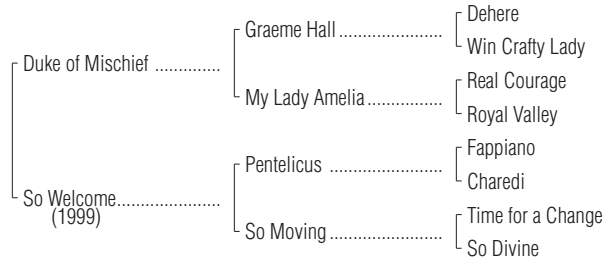 Dehere
Graeme Hall ..................
Win Crafty Lady
Duke of Mischief .............
Real Courage
My Lady Amelia .............
Royal Valley
Fappiano
Pentelicus ....................
Charedi
So Welcome....................
(1999)
Time for a Change
So Moving ....................
So Divine